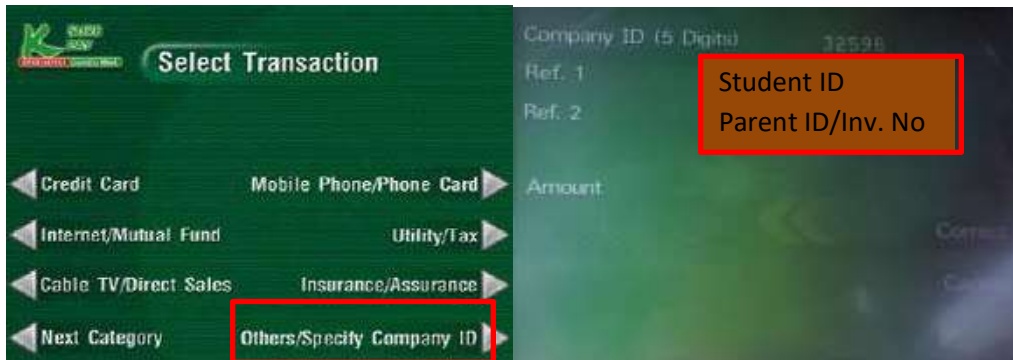 Select Transaction
Credit Card
Mobile Phone/Phone Card
Internet/Mutual Fund
Utility/Tax
Cable TV/Direct Sales
Insurance/Assurance
Next Category
Others/Specify Company ID
Company ID (5 Digits) 32596
Ref. 1
Student ID
Ref. 2
Parent ID/Inv. No
Amount